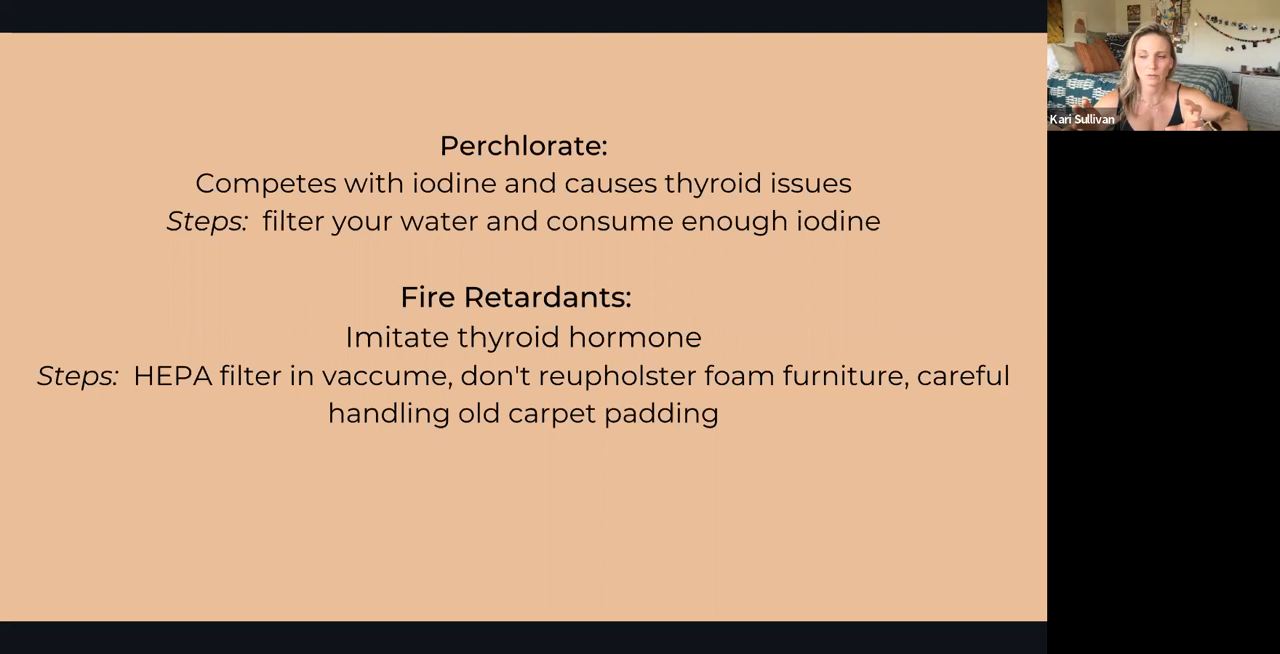 Perchlorate:
Competes with iodine and causes thyroid issues
Steps: filter your water and consume enough iodine
Fire Retardants:
Imitate thyroid hormone
Steps: HEPA filter in vaccume, don't reupholster foam furniture, careful
handling old carpet padding
Kari Sullivan